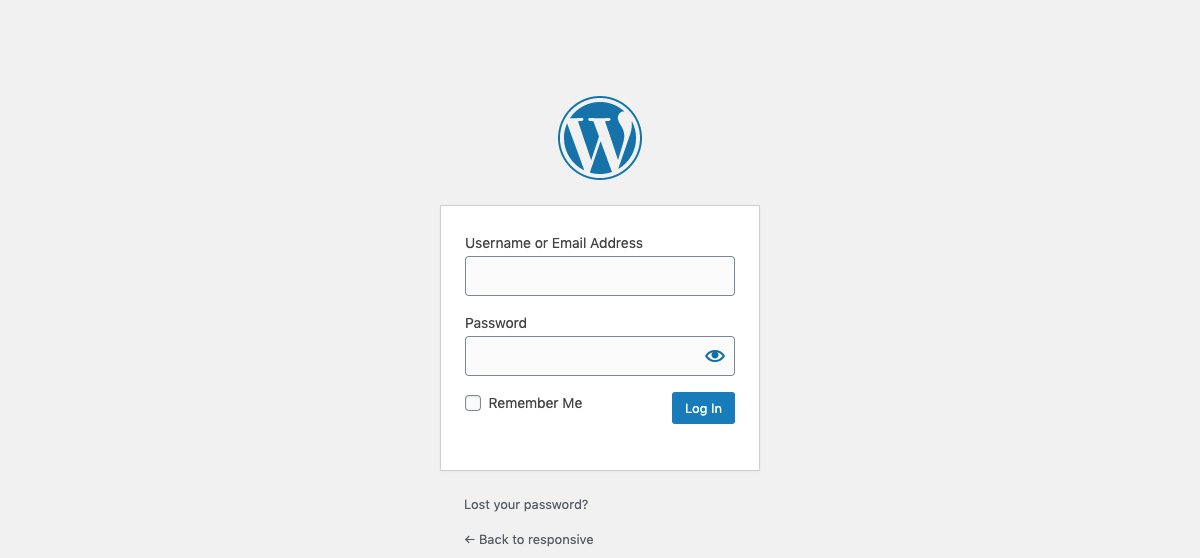 Username or Email Address
Password
Remember Me
Log In
Lost your password?
← Back to responsive